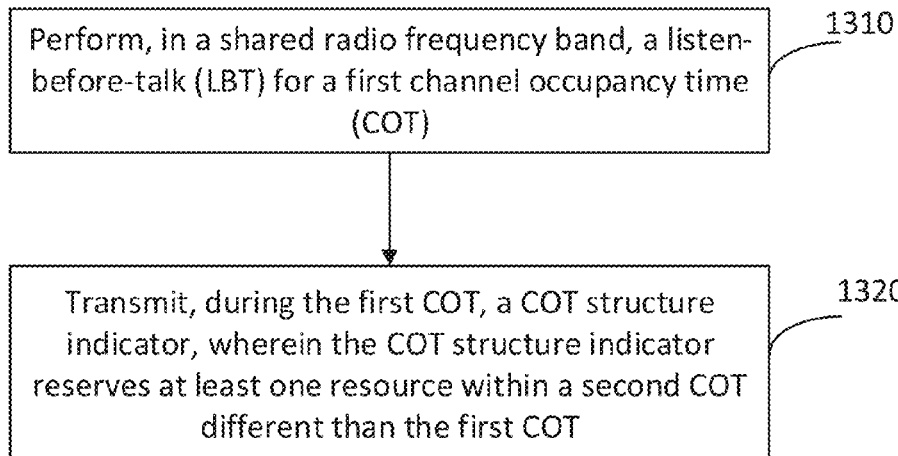 Perform, in a shared radio frequency band, a listen-
before-talk (LBT) for a first channel occupancy time
(COT)
1310
Transmit, during the first COT, a COT structure
indicator, wherein the COT structure indicator
reserves at least one resource within a second COT
different than the first COT
1320